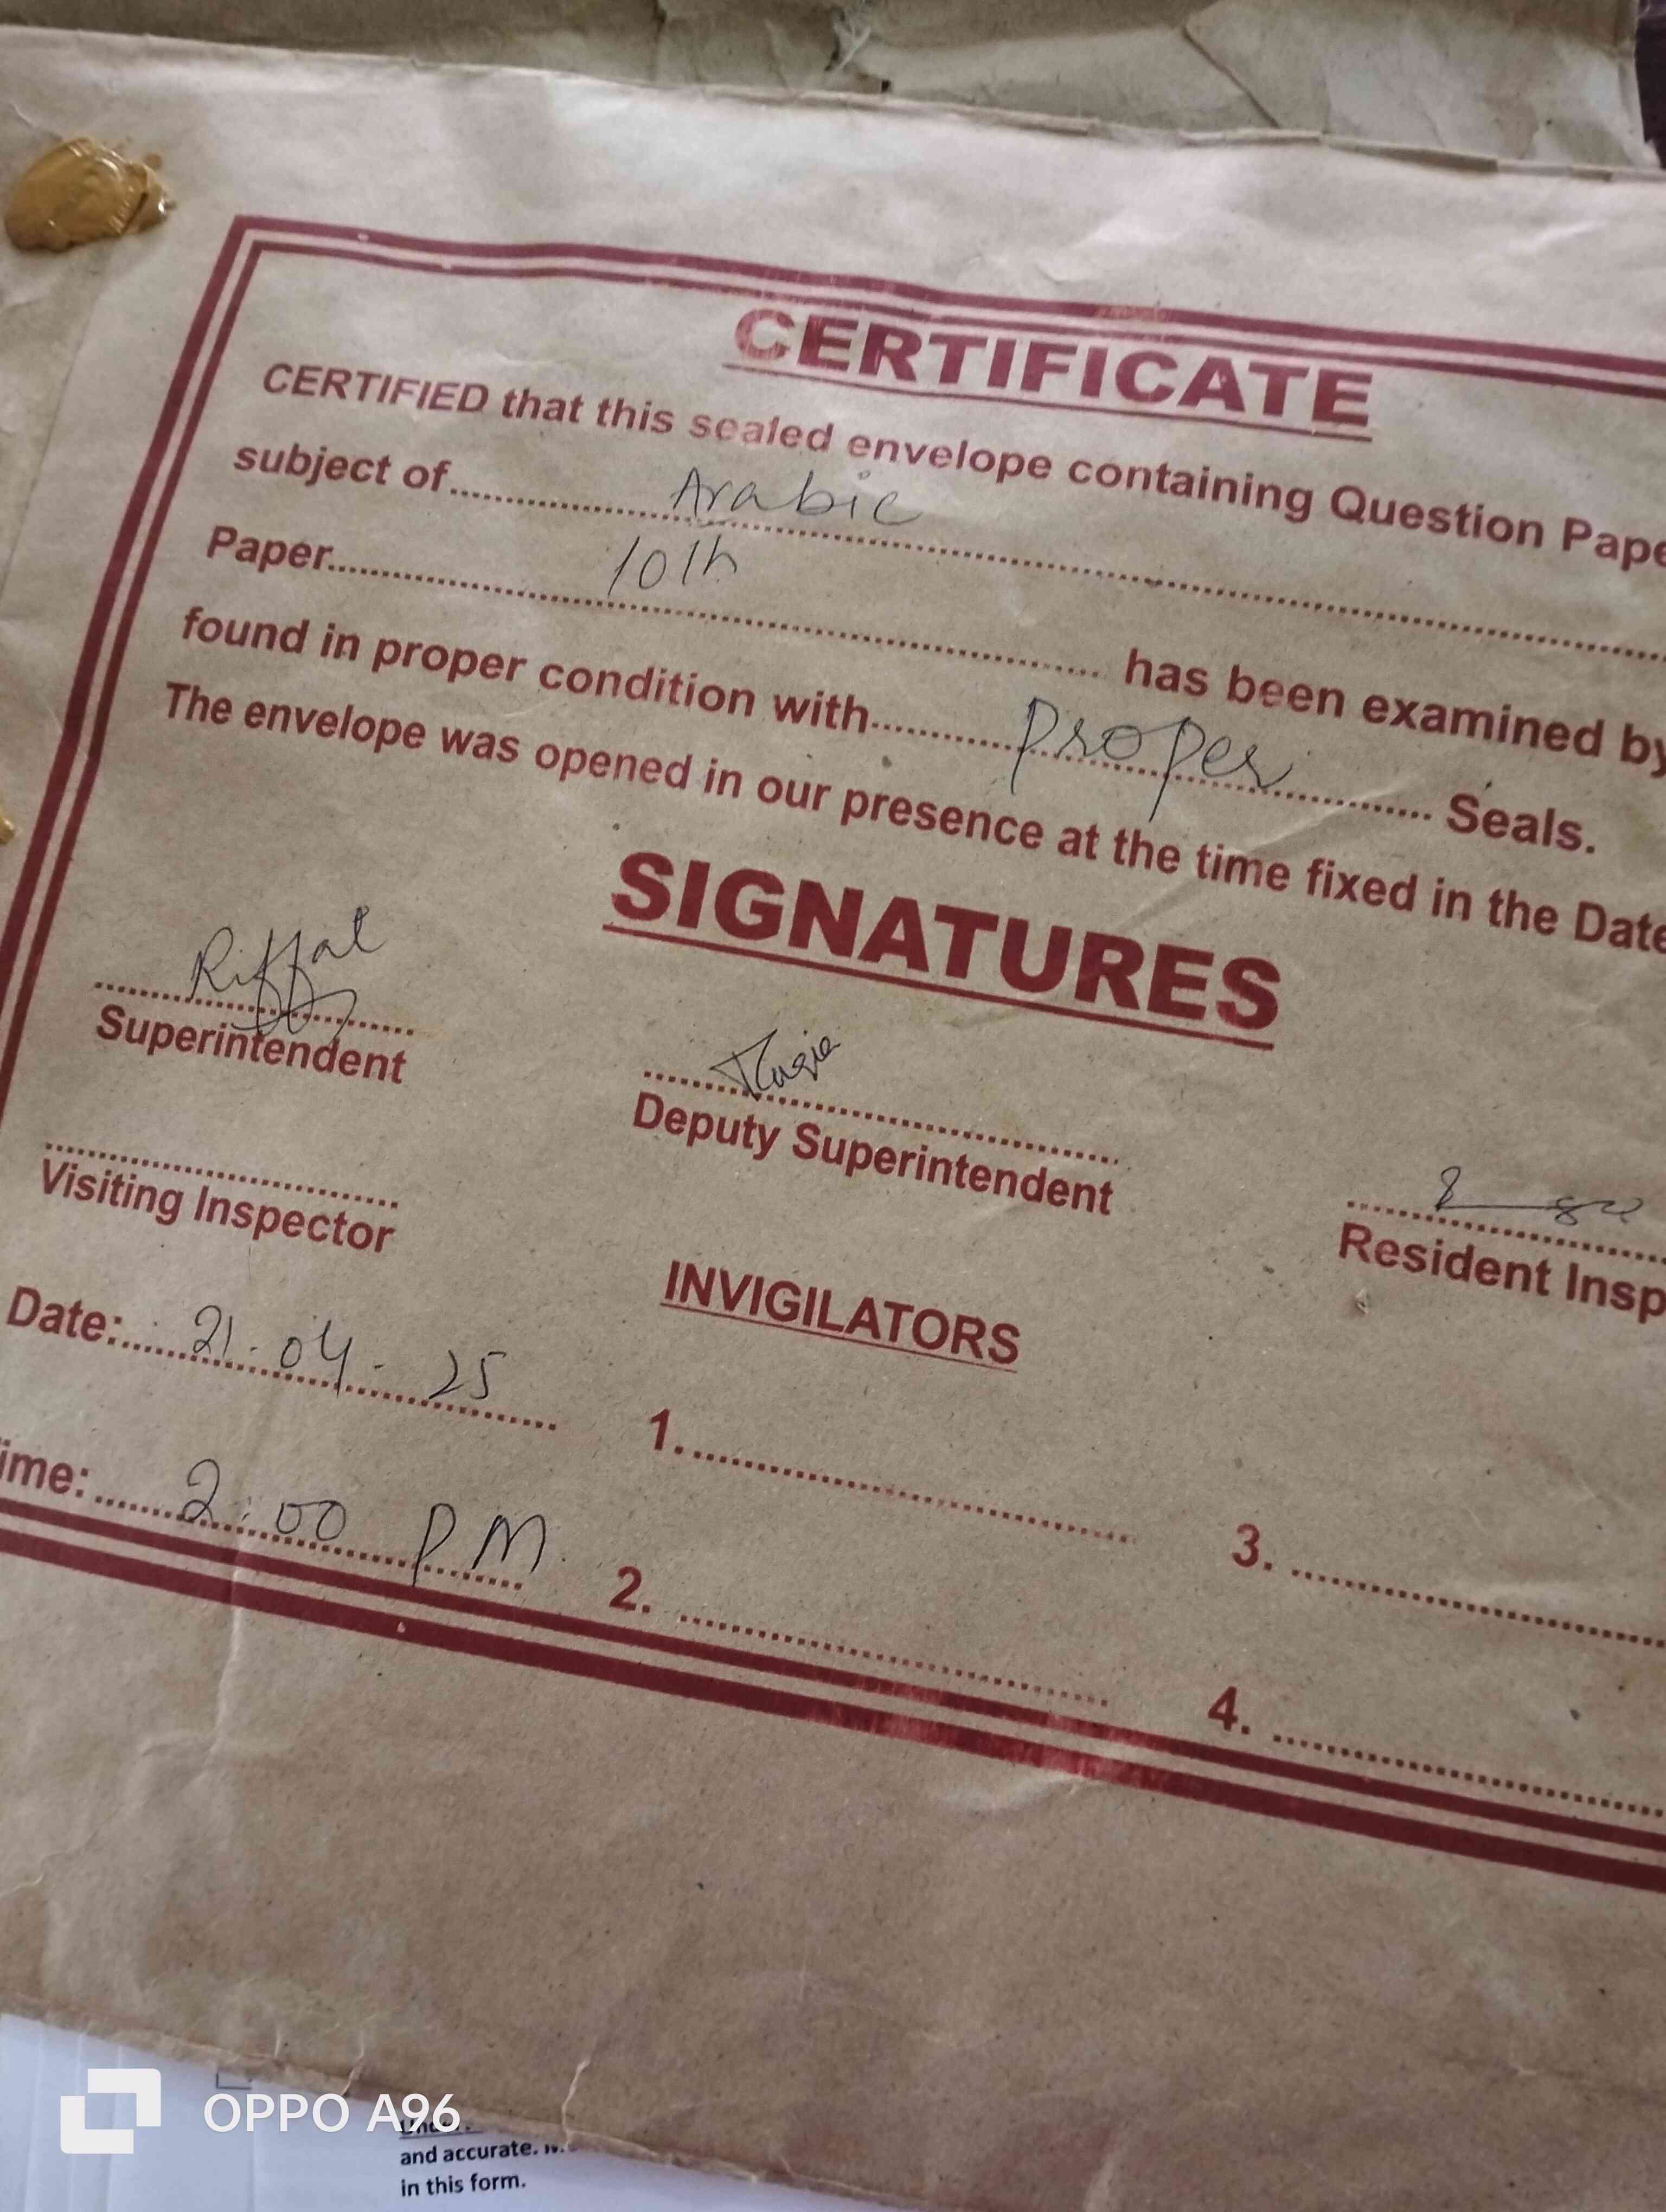 CERTIFICATE
CERTIFIED that this sealed envelope containing Question Pape
subject of Arabic
Paper 10th has been examined by
found in proper condition with Proper Seals.
The envelope was opened in our presence at the time fixed in the Date
SIGNATURES
Riffat
Superintendent
Deputy Superintendent
Resident Insp
Visiting Inspector
INVIGILATORS
Date: 21-04-25
1.
3.
ime: 2:00 PM
2.
4.
OPPO A96
and accurate.
in this form.